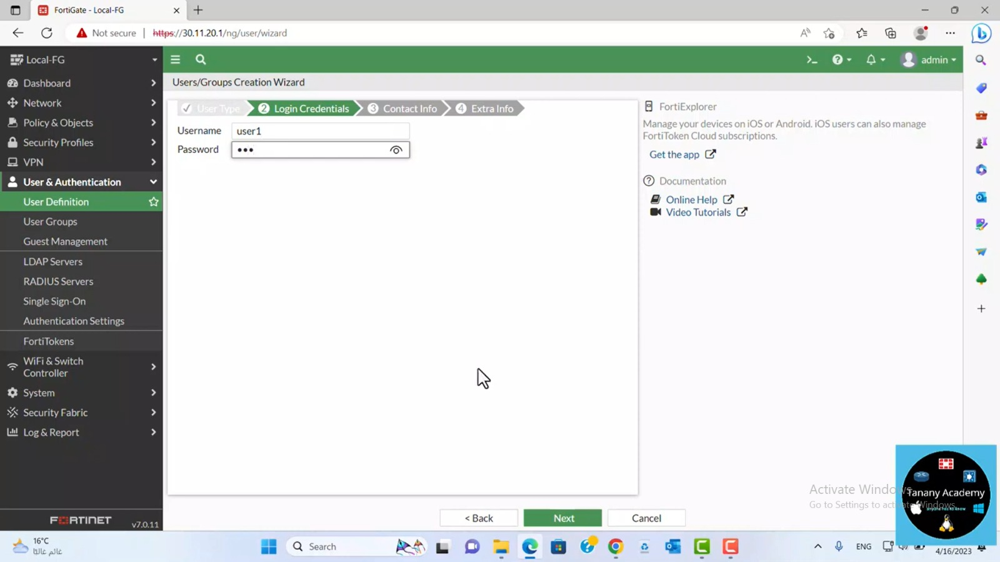 FortiGate - Local-FG
Not secure | https://30.11.20.1/ng/user/wizard
Local-FG
admin
Dashboard
Network
Policy & Objects
Security Profiles
VPN
User & Authentication
User Definition
User Groups
Guest Management
LDAP Servers
RADIUS Servers
Single Sign-On
Authentication Settings
FortiTokens
WiFi & Switch
Controller
System
Security Fabric
Log & Report
FORTINET v7.0.11
Users/Groups Creation Wizard
User Type 2 Login Credentials 3 Contact Info 4 Extra Info
Username user1
Password •••
< Back Next Cancel
FortiExplorer
Manage your devices on iOS or Android. iOS users can also manage
FortiToken Cloud subscriptions.
Get the app
Documentation
Online Help
Video Tutorials
Activate Windows
Go to Settings to activate Windows.
Tanany Academy
16°C
غائم غالبًا
Search
ENG
4/16/2023